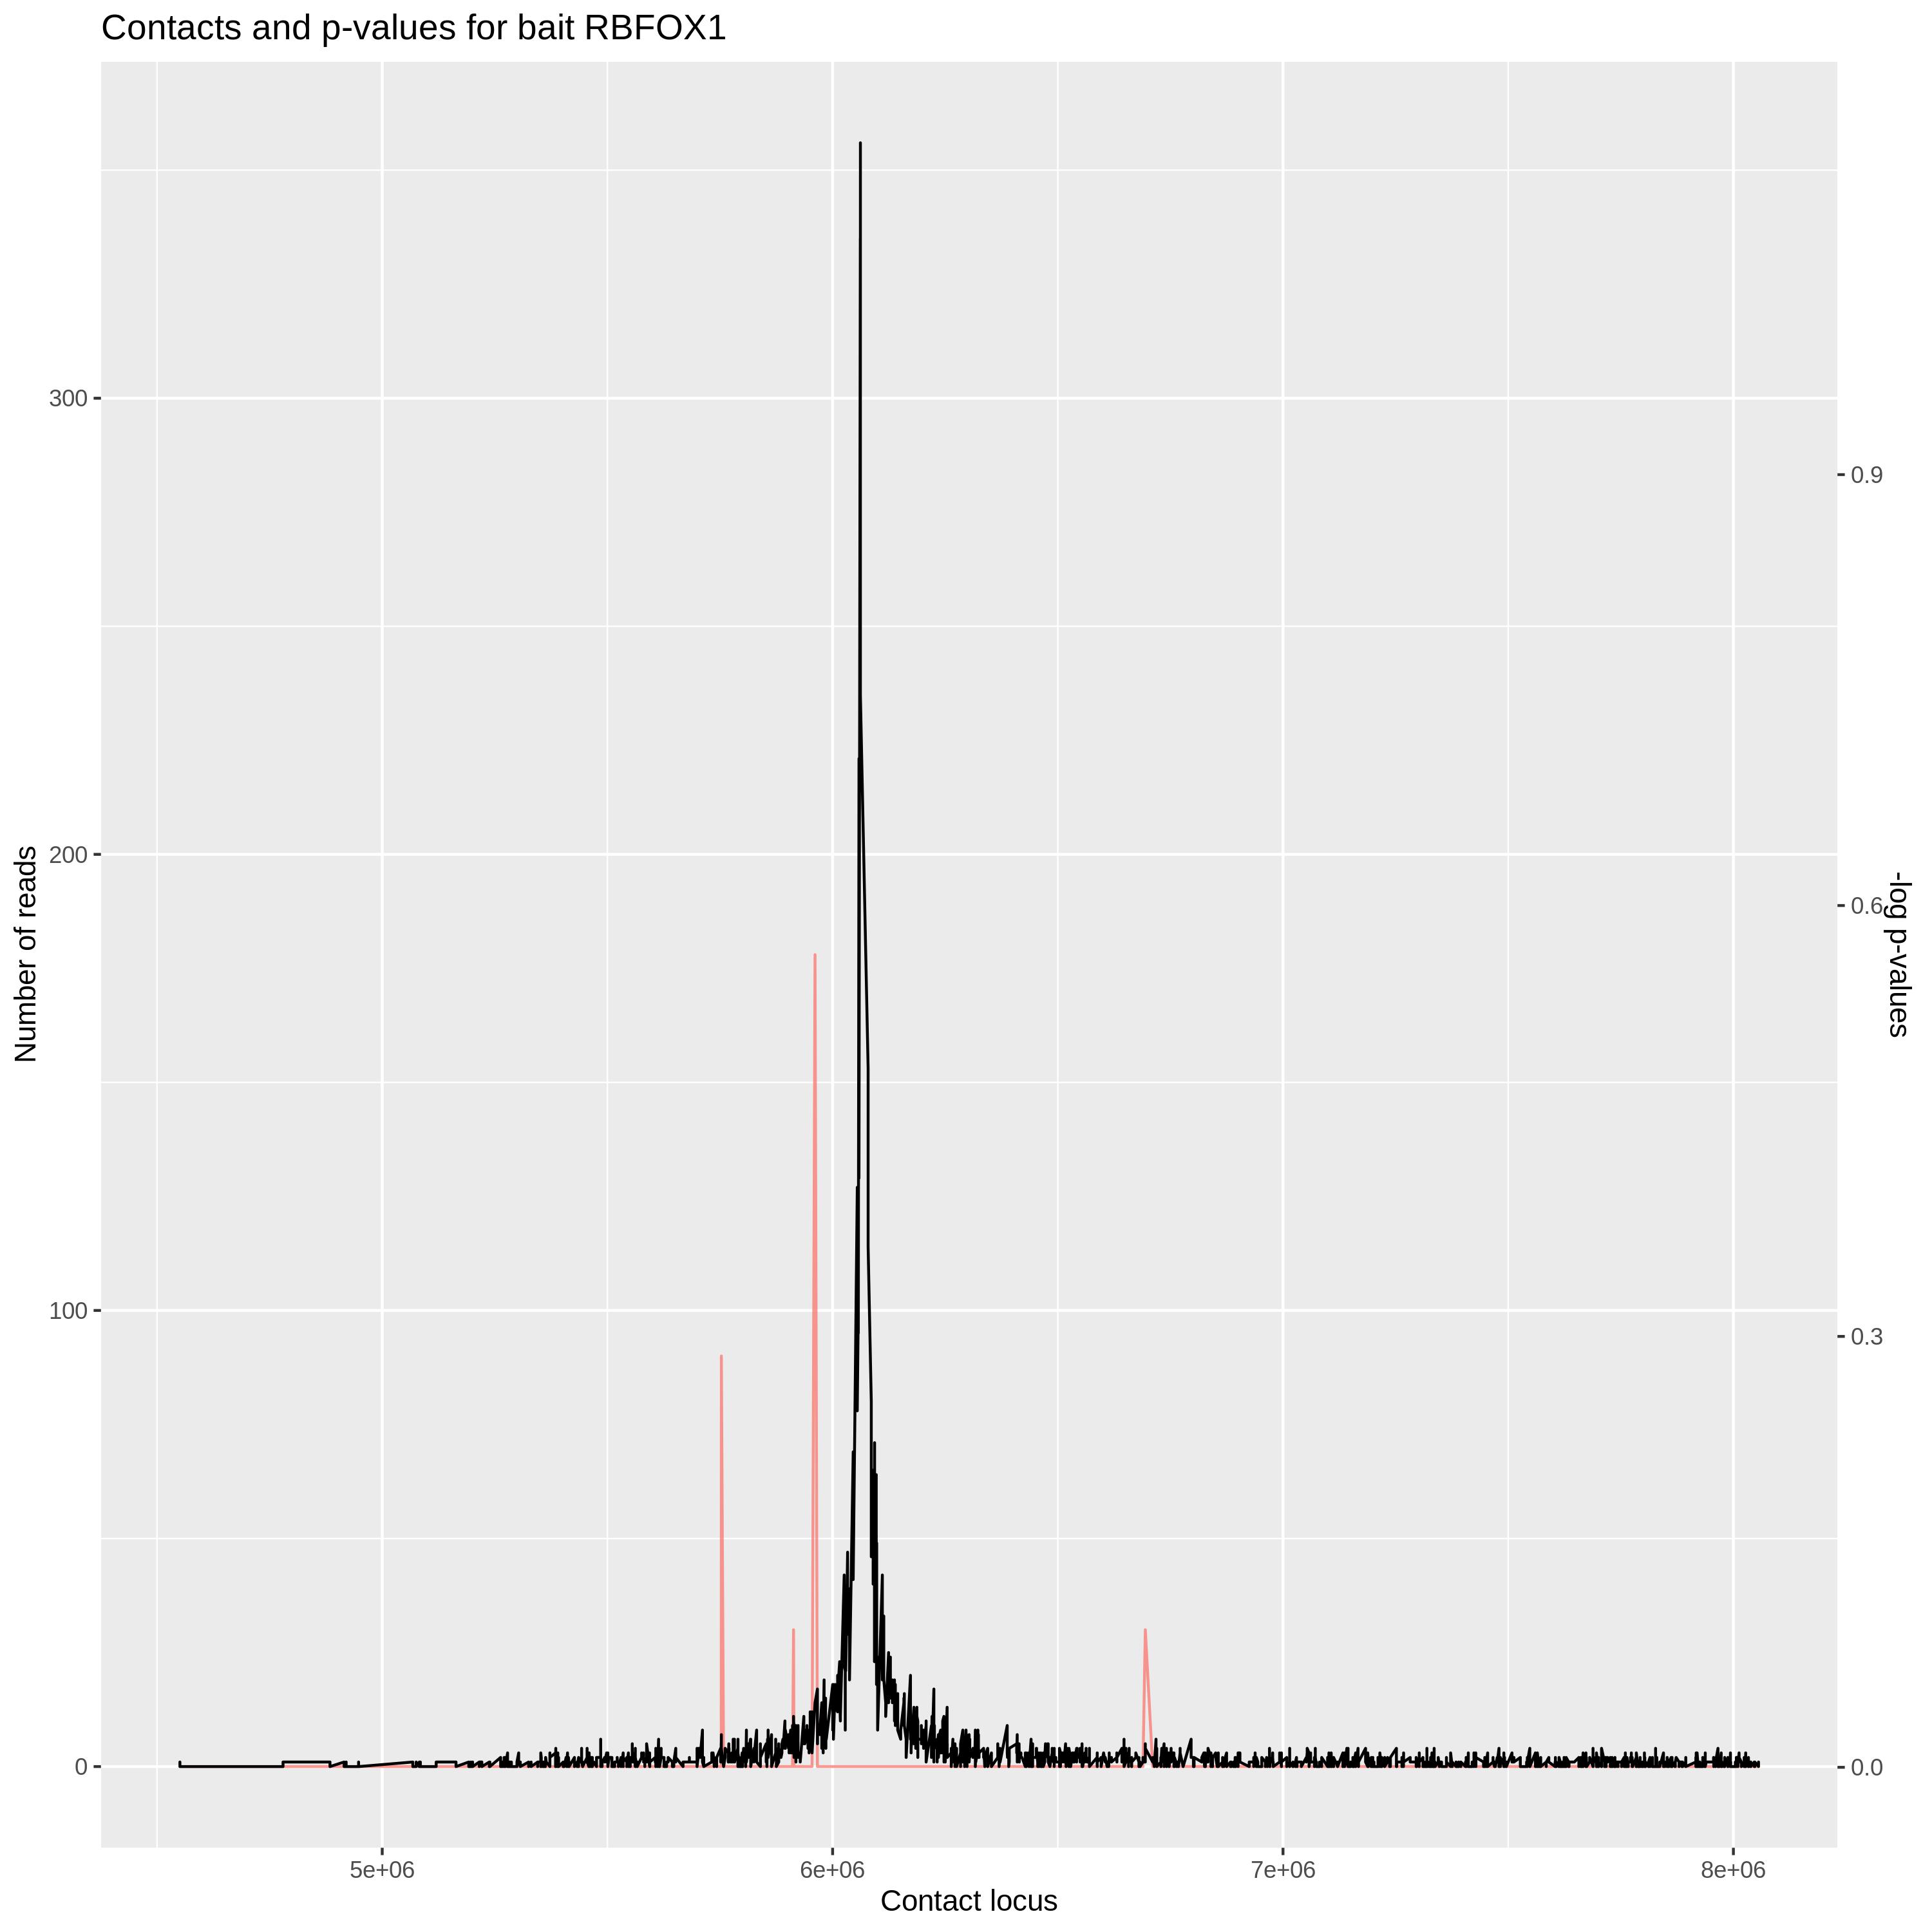 Contacts and p-values for bait RBFOX1
300
200
100
0
0.9
0.6
0.3
0.0
Number of reads
-log p-values
5e+06
6e+06
7e+06
8e+06
Contact locus